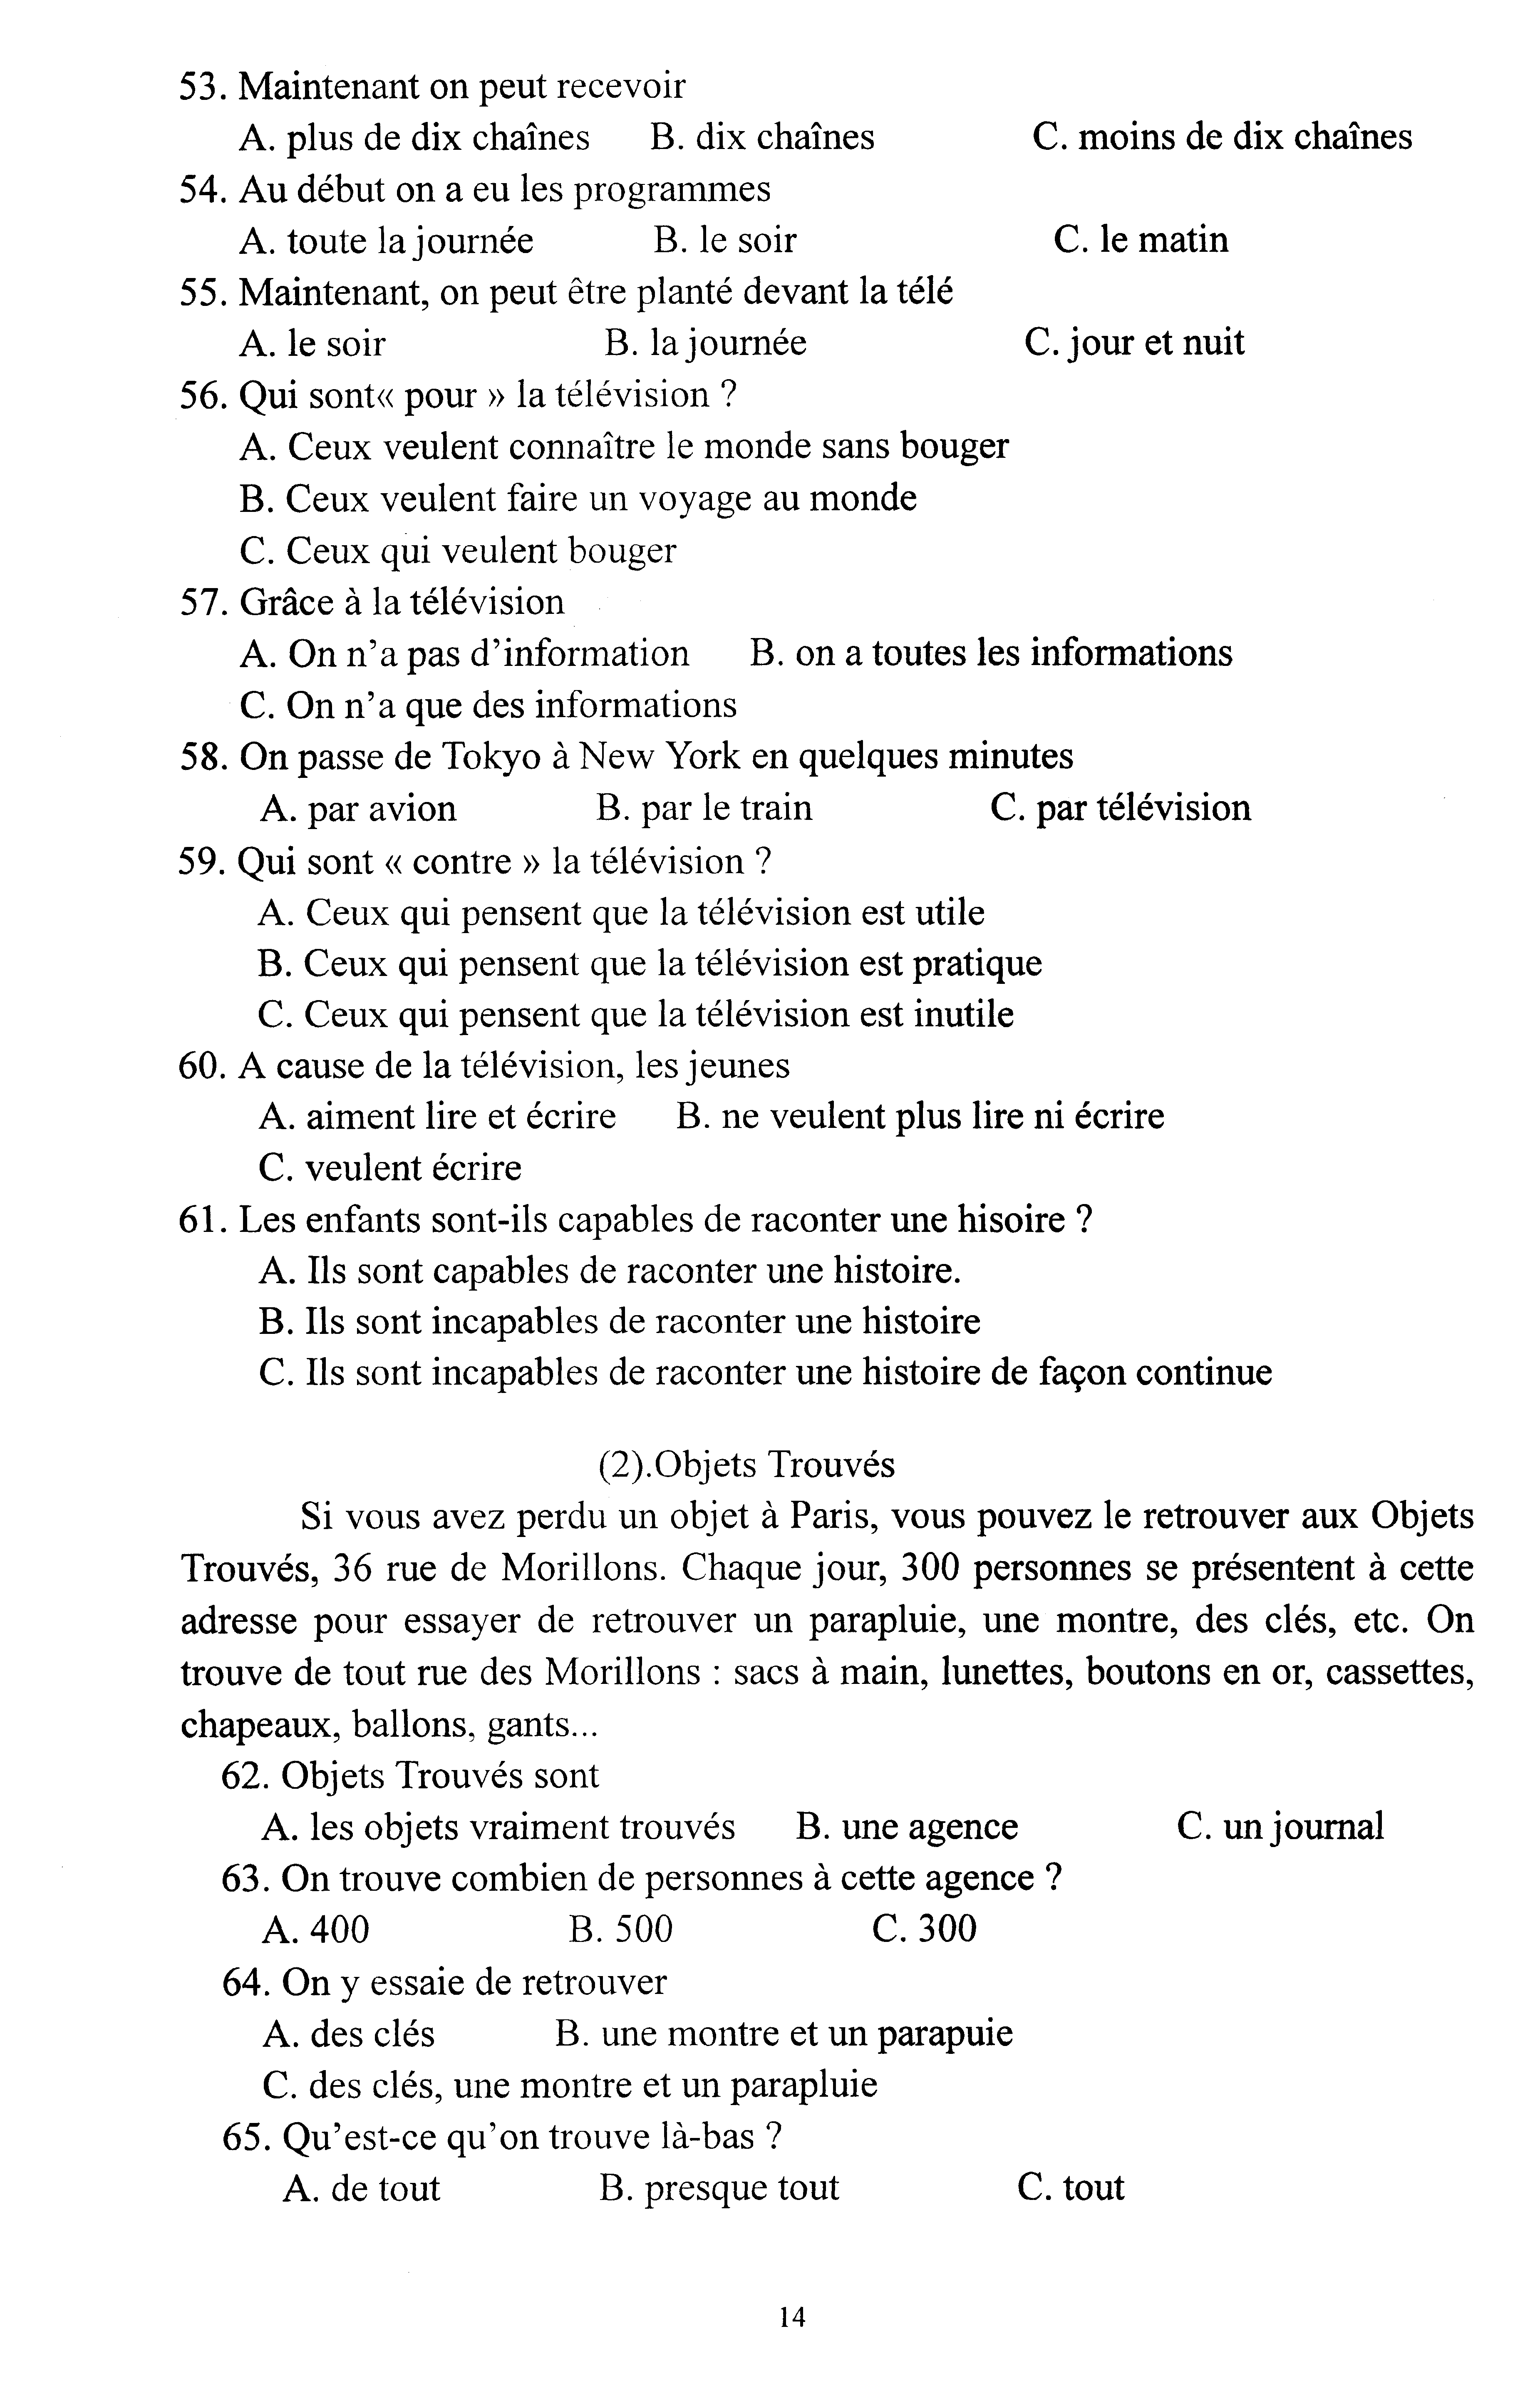 53. Maintenant on peut recevoir
A. plus de dix chaînes B. dix chaînes C. moins de dix chaînes
54. Au début on a eu les programmes
A. toute la journée B. le soir C. le matin
55. Maintenant, on peut être planté devant la télé
A. le soir B. la journée C. jour et nuit
56. Qui sont« pour » la télévision ?
A. Ceux veulent connaître le monde sans bouger
B. Ceux veulent faire un voyage au monde
C. Ceux qui veulent bouger
57. Grâce à la télévision
A. On n’a pas d’information B. on a toutes les informations
C. On n’a que des informations
58. On passe de Tokyo à New York en quelques minutes
A. par avion B. par le train C. par télévision
59. Qui sont « contre » la télévision ?
A. Ceux qui pensent que la télévision est utile
B. Ceux qui pensent que la télévision est pratique
C. Ceux qui pensent que la télévision est inutile
60. A cause de la télévision, les jeunes
A. aiment lire et écrire B. ne veulent plus lire ni écrire
C. veulent écrire
61. Les enfants sont-ils capables de raconter une hisoire ?
A. Ils sont capables de raconter une histoire.
B. Ils sont incapables de raconter une histoire
C. Ils sont incapables de raconter une histoire de façon continue
(2).Objets Trouvés
Si vous avez perdu un objet à Paris, vous pouvez le retrouver aux Objets
Trouvés, 36 rue de Morillons. Chaque jour, 300 personnes se présentent à cette
adresse pour essayer de retrouver un parapluie, une montre, des clés, etc. On
trouve de tout rue des Morillons : sacs à main, lunettes, boutons en or, cassettes,
chapeaux, ballons, gants...
62. Objets Trouvés sont
A. les objets vraiment trouvés B. une agence C. un journal
63. On trouve combien de personnes à cette agence ?
A. 400 B. 500 C. 300
64. On y essaie de retrouver
A. des clés B. une montre et un parapuie
C. des clés, une montre et un parapluie
65. Qu’est-ce qu’on trouve là-bas ?
A. de tout B. presque tout C. tout
14